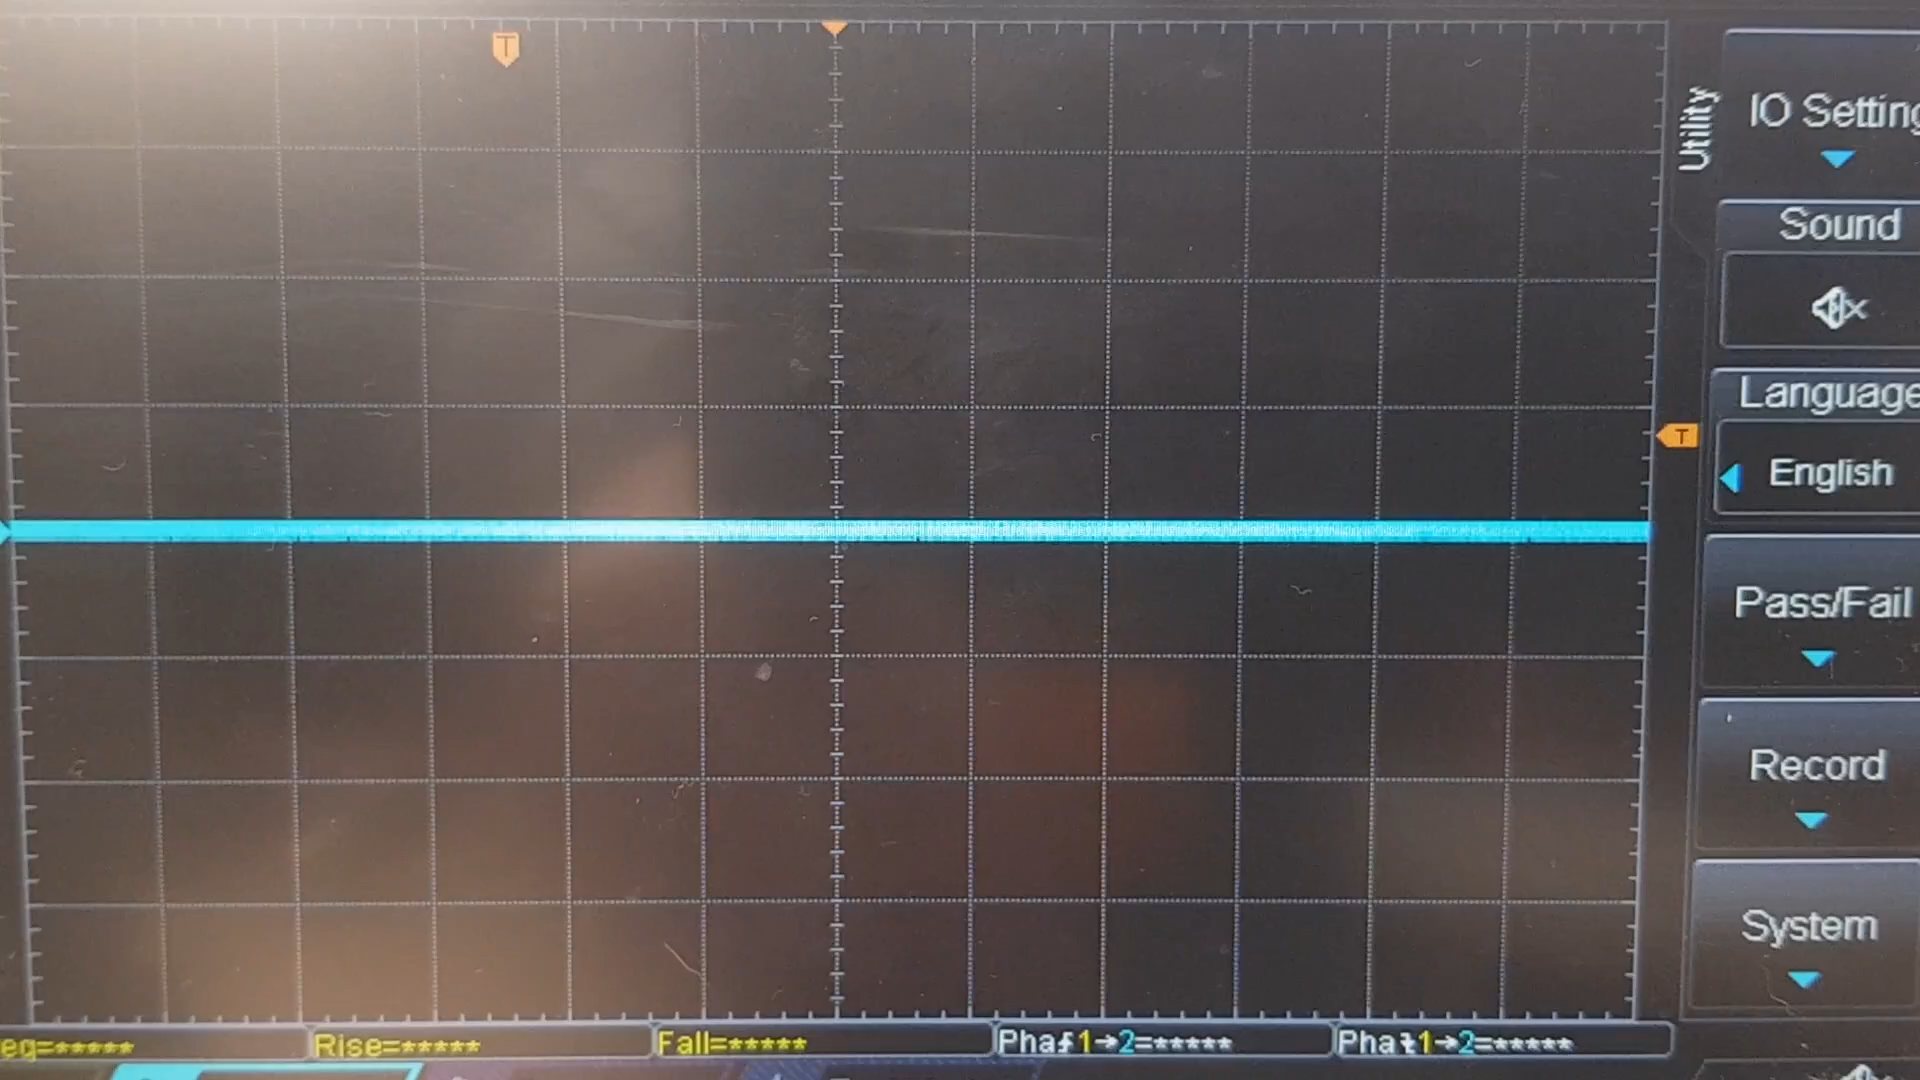 T
Utility
IO Setting
Sound
Language
T
English
Pass/Fail
Record
System
eq=*****
Rise=*****
Fall=*****
Pha 1→2=*****
Pha 1→2=*****